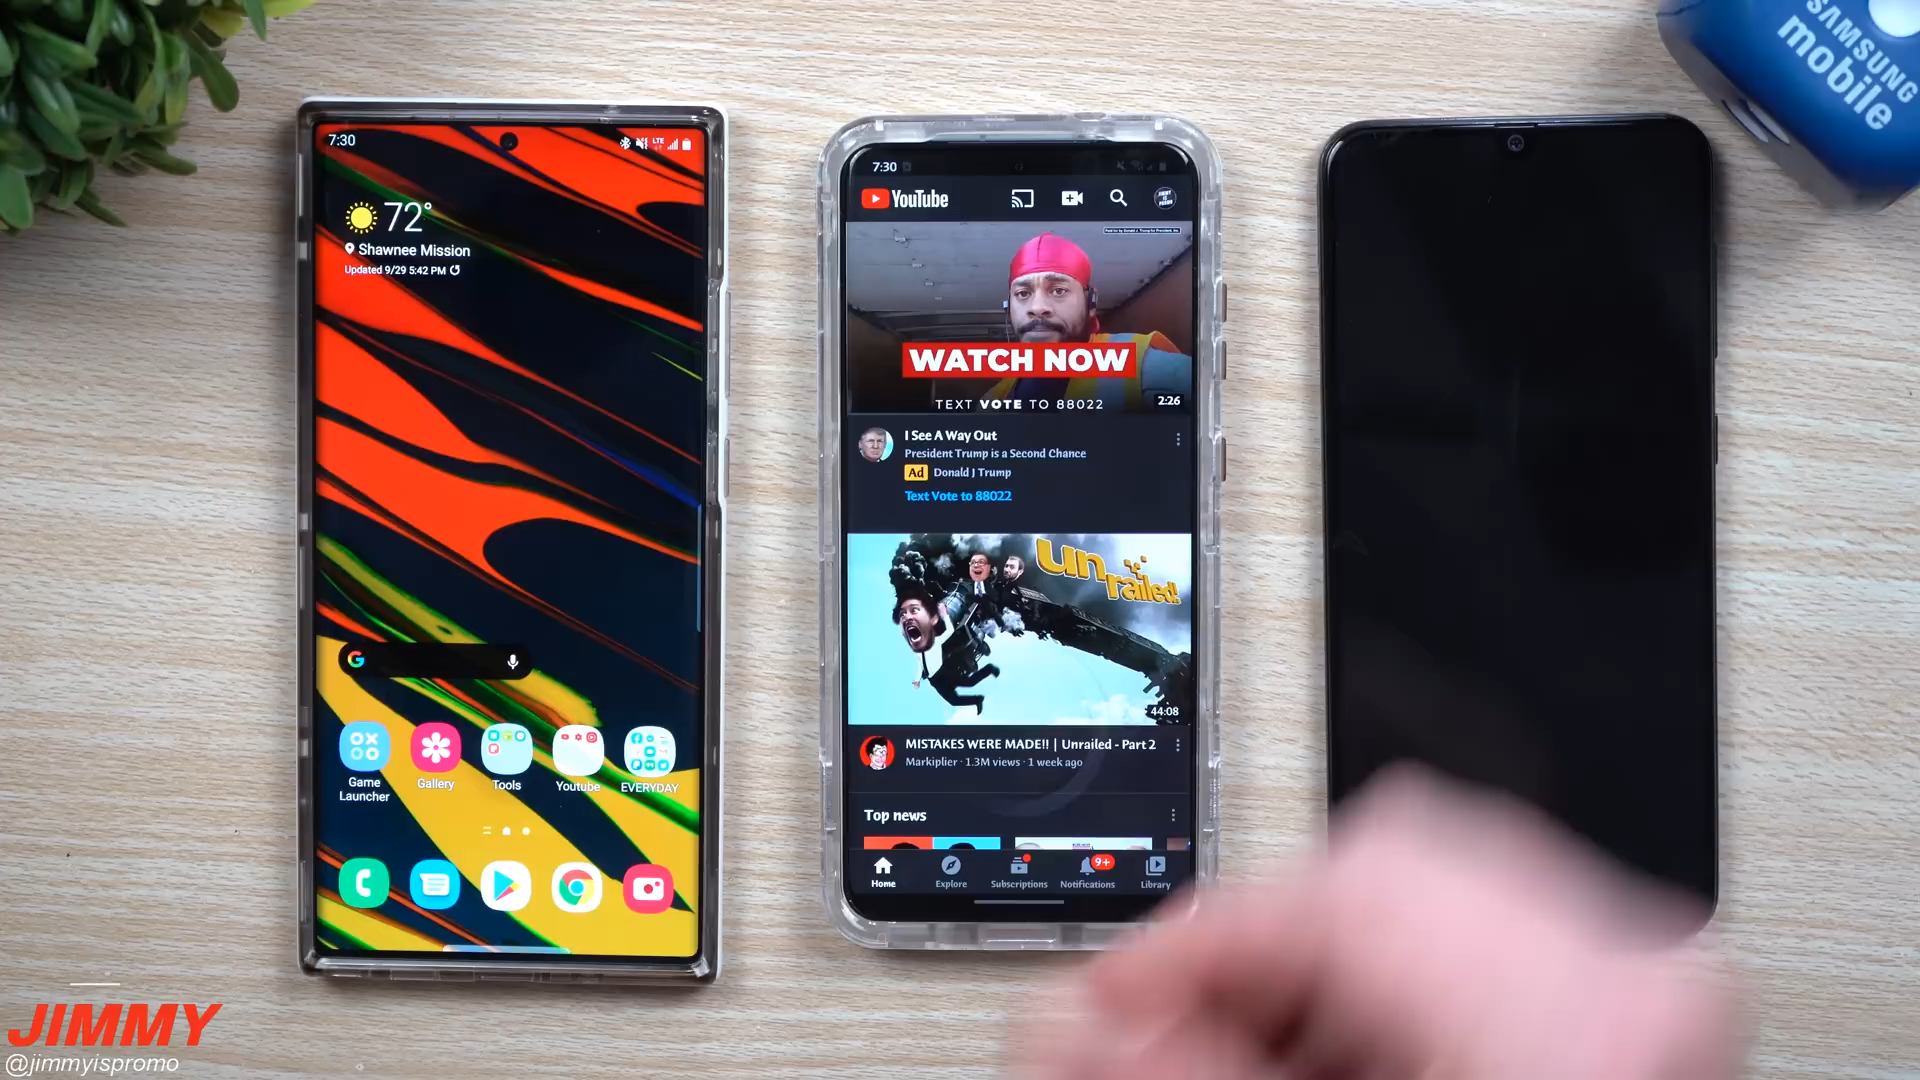 SAMSUNG
mobile
7:30
LTE
72°
Shawnee Mission
Updated 9/29 5:42 PM
G
Game
Launcher
Gallery
Tools
Youtube
EVERYDAY
7:30
YouTube
WATCH NOW
TEXT VOTE TO 88022
2:26
I See A Way Out
President Trump is a Second Chance
Ad Donald J Trump
Text Vote to 88022
unrailed!
44:08
MISTAKES WERE MADE!! | Unrailed - Part 2
Markiplier · 1.3M views · 1 week ago
Top news
9+
Home
Explore
Subscriptions
Notifications
Library
JIMMY
@jimmyispromo